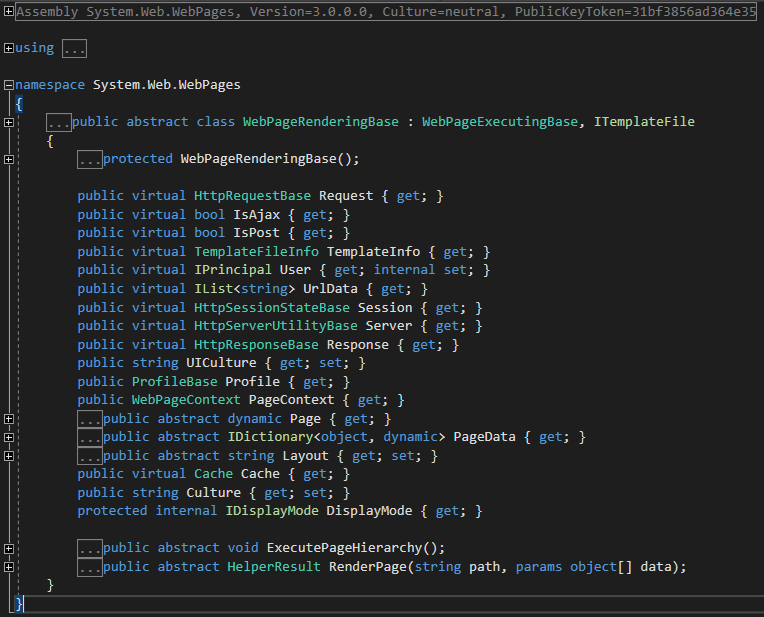 Assembly System.Web.WebPages, Version=3.0.0.0, Culture=neutral, PublicKeyToken=31bf3856ad364e35
using ...
namespace System.Web.WebPages
{
...public abstract class WebPageRenderingBase : WebPageExecutingBase, ITemplateFile
{
...protected WebPageRenderingBase();
public virtual HttpRequestBase Request { get; }
public virtual bool IsAjax { get; }
public virtual bool IsPost { get; }
public virtual TemplateFileInfo TemplateInfo { get; }
public virtual IPrincipal User { get; internal set; }
public virtual IList<string> UrlData { get; }
public virtual HttpSessionStateBase Session { get; }
public virtual HttpServerUtilityBase Server { get; }
public virtual HttpResponseBase Response { get; }
public string UICulture { get; set; }
public ProfileBase Profile { get; }
public WebPageContext PageContext { get; }
...public abstract dynamic Page { get; }
...public abstract IDictionary<object, dynamic> PageData { get; }
...public abstract string Layout { get; set; }
public virtual Cache Cache { get; }
public string Culture { get; set; }
protected internal IDisplayMode DisplayMode { get; }
...public abstract void ExecutePageHierarchy();
...public abstract HelperResult RenderPage(string path, params object[] data);
}
}